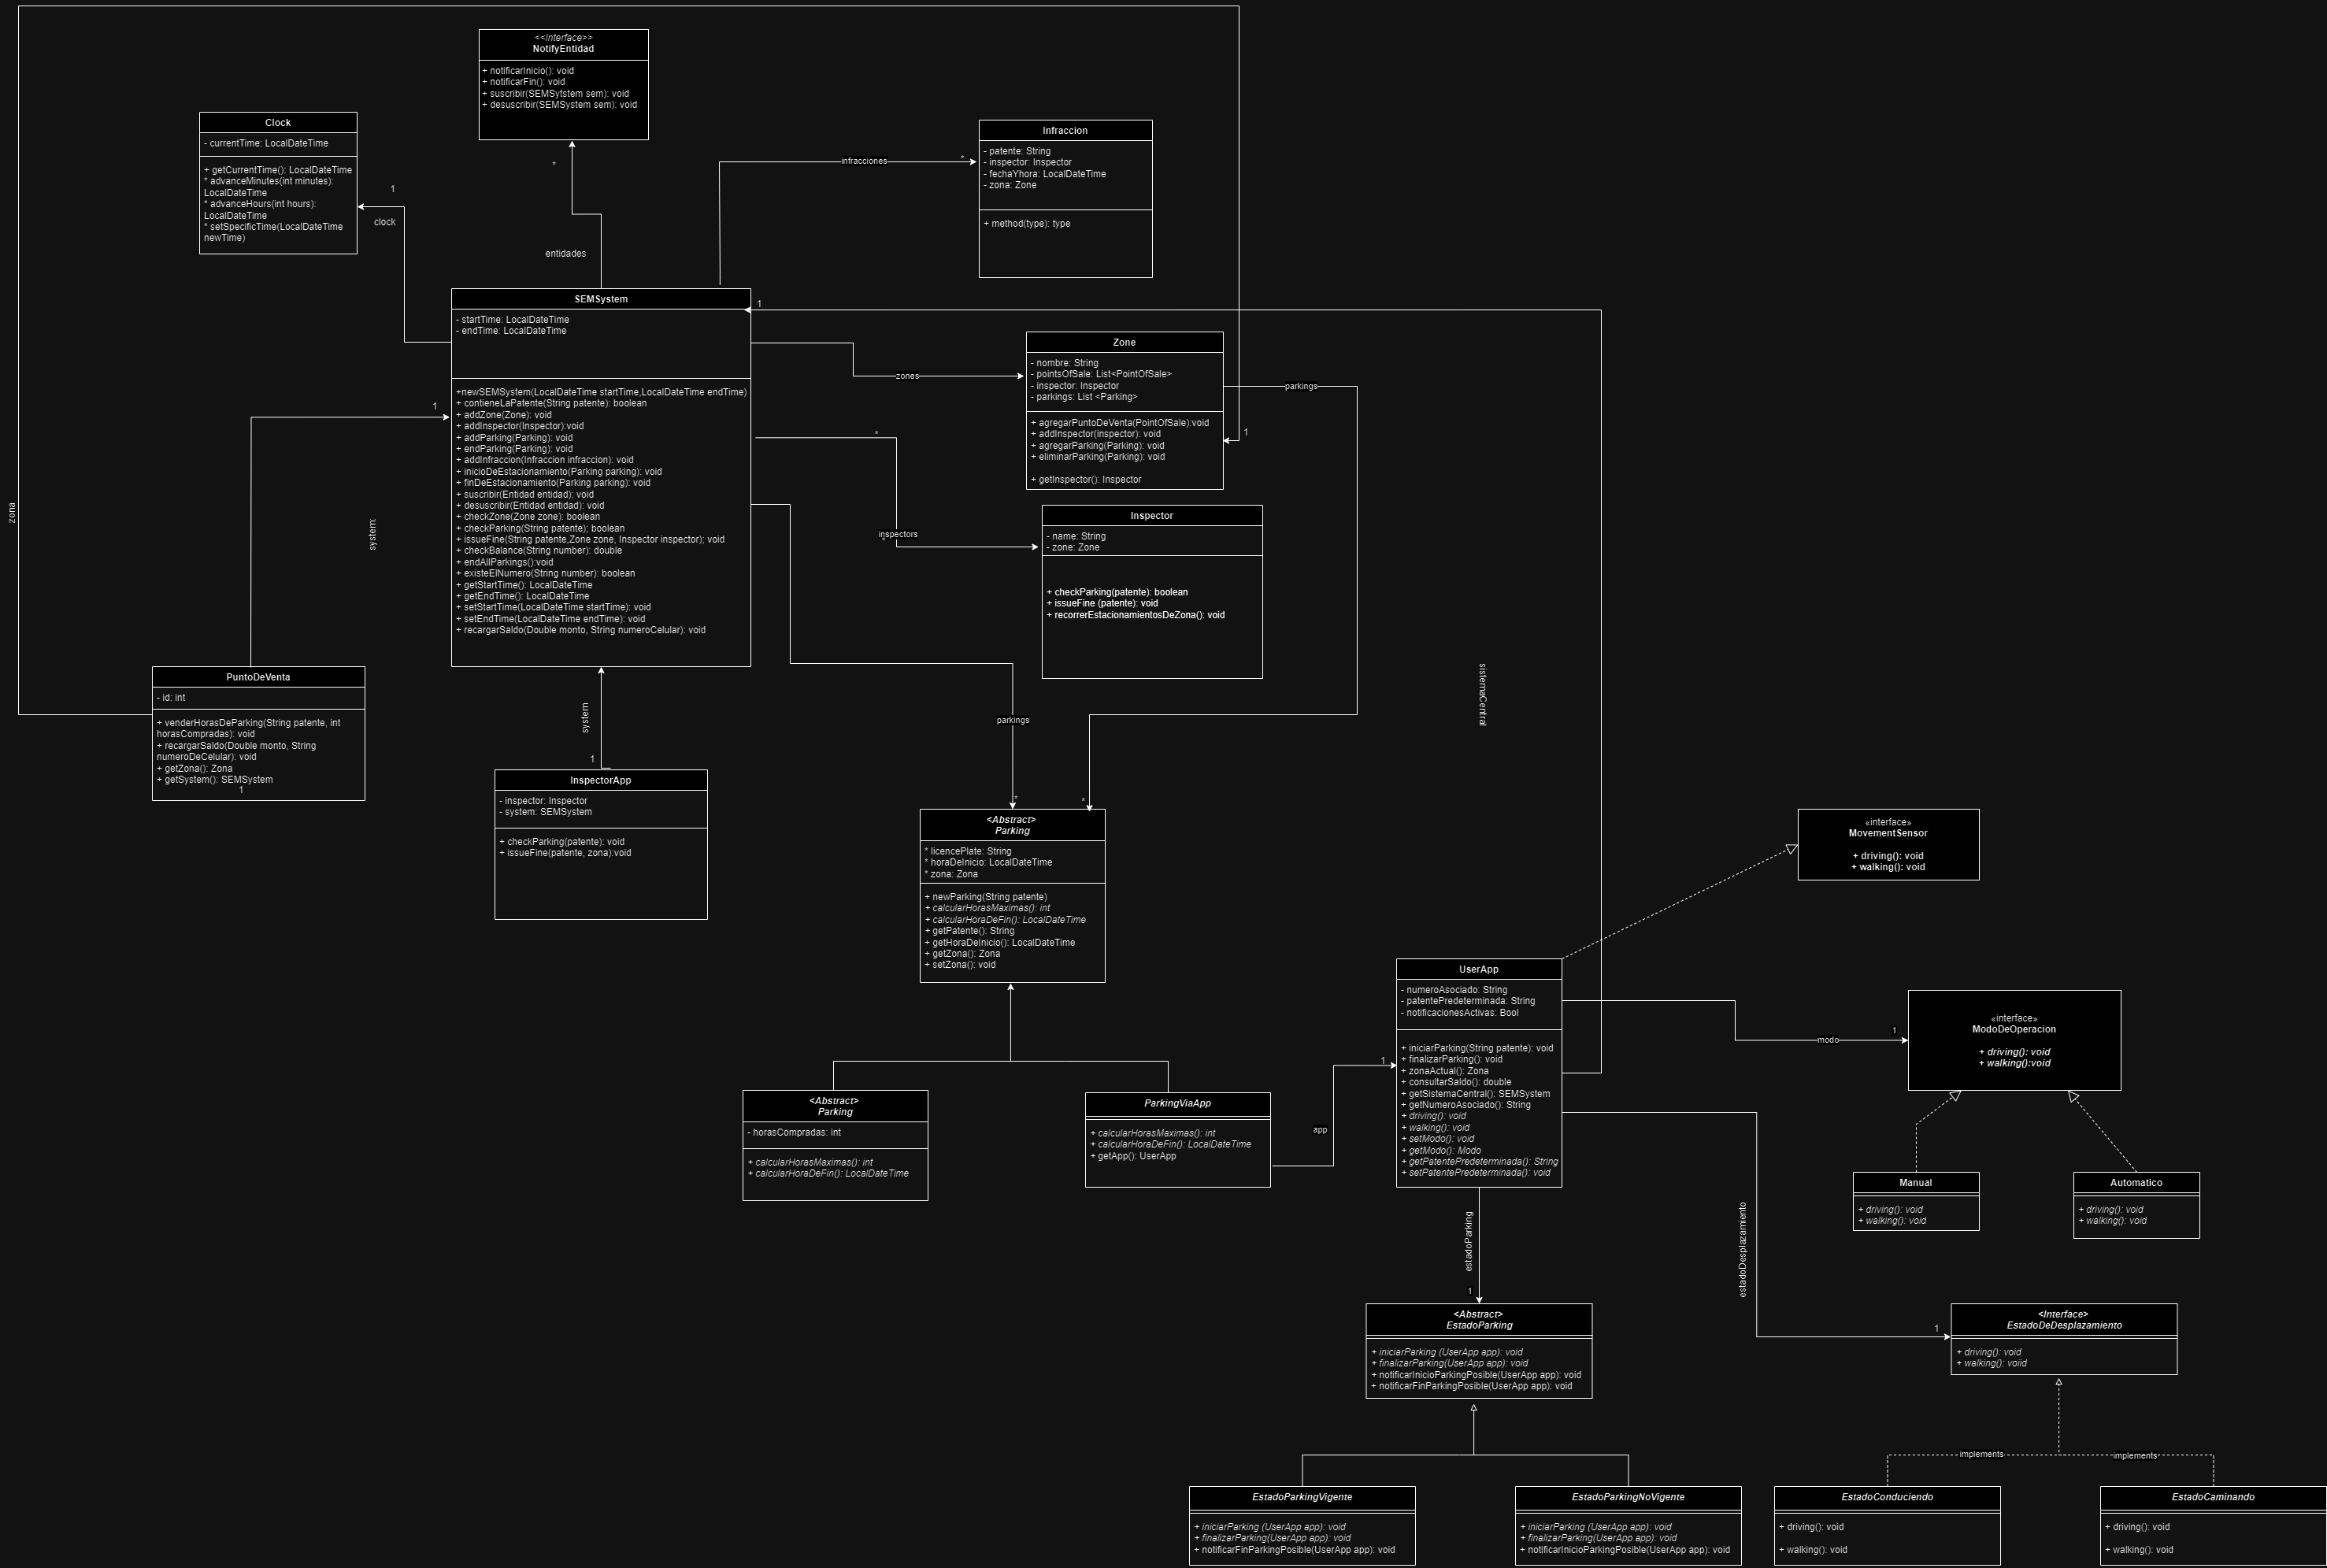 <<Interface>>
NotifyEntidad
+ notificarInicio(): void
+ notificarFin(): void
+ suscribir(SEMSytstem sem): void
+ desuscribir(SEMSystem sem): void
*
entidades
Clock
- currentTime: LocalDateTime
+ getCurrentTime(): LocalDateTime
* advanceMinutes(int minutes):
LocalDateTime
* advanceHours(int hours):
LocalDateTime
* setSpecificTime(LocalDateTime
newTime)
1
clock
infracciones
*
Infraccion
- patente: String
- inspector: Inspector
- fechaYhora: LocalDateTime
- zona: Zone
+ method(type): type
SEMSystem
- startTime: LocalDateTime
- endTime: LocalDateTime
+newSEMSystem(LocalDateTime startTime,LocalDateTime endTime)
+ contieneLaPatente(String patente): boolean
+ addZone(Zone): void
+ addInspector(Inspector):void
+ addParking(Parking): void
+ endParking(Parking): void
+ addInfraccion(Infraccion infraccion): void
+ inicioDeEstacionamiento(Parking parking): void
+ finDeEstacionamiento(Parking parking): void
+ suscribir(Entidad entidad): void
+ desuscribir(Entidad entidad): void
+ checkZone(Zone zone): boolean
+ checkParking(String patente); boolean
+ issueFine(String patente,Zone zone, Inspector inspector); void
+ checkBalance(String number): double
+ endAllParkings():void
+ existeElNumero(String number): boolean
+ getStartTime(): LocalDateTime
+ getEndTime(): LocalDateTime
+ setStartTime(LocalDateTime startTime): void
+ setEndTime(LocalDateTime endTime): void
+ recargarSaldo(Double monto, String numeroCelular): void
1
zones
Zone
- nombre: String
- pointsOfSale: List<PointOfSale>
- inspector: Inspector
- parkings: List <Parking>
+ agregarPuntoDeVenta(PointOfSale):void
+ addInspector(inspector): void
+ agregarParking(Parking): void
+ eliminarParking(Parking): void
+ getInspector(): Inspector
parkings
1
1
zona
system:
*
inspectors
*
Inspector
- name: String
- zone: Zone
+ checkParking(patente): boolean
+ issueFine (patente): void
+ recorrerEstacionamientosDeZona(): void
sistemaCentral
PuntoDeVenta
- id: int
+ venderHorasDeParking(String patente, int
horasCompradas): void
+ recargarSaldo(Double monto, String
numeroDeCelular): void
+ getZona(): Zona
+ getSystem(): SEMSystem
1
system
1
InspectorApp
- inspector: Inspector
- system: SEMSystem
+ checkParking(patente): void
+ issueFine(patente, zona):void
parkings
*
*
<Abstract>
Parking
* licencePlate: String
* horaDeInicio: LocalDateTime
* zona: Zona
+ newParking(String patente)
+ calcularHorasMaximas(): int
+ calcularHoraDeFin(): LocalDateTime
+ getPatente(): String
+ getHoraDeInicio(): LocalDateTime
+ getZona(): Zona
+ setZona(): void
«interface»
MovementSensor
+ driving(): void
+ walking(): void
<Abstract>
Parking
- horasCompradas: int
+ calcularHorasMaximas(): int
+ calcularHoraDeFin(): LocalDateTime
ParkingViaApp
+ calcularHorasMaximas(): int
+ calcularHoraDeFin(): LocalDateTime
+ getApp(): UserApp
app
1
UserApp
- numeroAsociado: String
- patentePredeterminada: String
- notificacionesActivas: Bool
+ iniciarParking(String patente): void
+ finalizarParking(): void
+ zonaActual(): Zona
+ consultarSaldo(): double
+ getSistemaCentral(): SEMSystem
+ getNumeroAsociado(): String
+ driving(): void
+ walking(): void
+ setModo(): void
+ getModo(): Modo
+ getPatentePredeterminada(): String
+ setPatentePredeterminada(): void
modo
1
«interface»
ModoDeOperacion
+ driving(): void
+ walking():void
Manual
+ driving(): void
+ walking(): void
Automatico
+ driving(): void
+ walking(): void
estadoParking
1
estadoDesplazamiento
1
<Abstract>
EstadoParking
+ iniciarParking (UserApp app): void
+ finalizarParking(UserApp app): void
+ notificarInicioParkingPosible(UserApp app): void
+ notificarFinParkingPosible(UserApp app): void
<Interface>
EstadoDeDesplazamiento
+ driving(): void
+ walking(): voiid
implements
implements
EstadoParkingVigente
+ iniciarParking (UserApp app): void
+ finalizarParking(UserApp app): void
+ notificarFinParkingPosible(UserApp app): void
EstadoParkingNoVigente
+ iniciarParking (UserApp app): void
+ finalizarParking(UserApp app): void
+ notificarInicioParkingPosible(UserApp app): void
EstadoConduciendo
+ driving(): void
+ walking(): void
EstadoCaminando
+ driving(): void
+ walking(): void